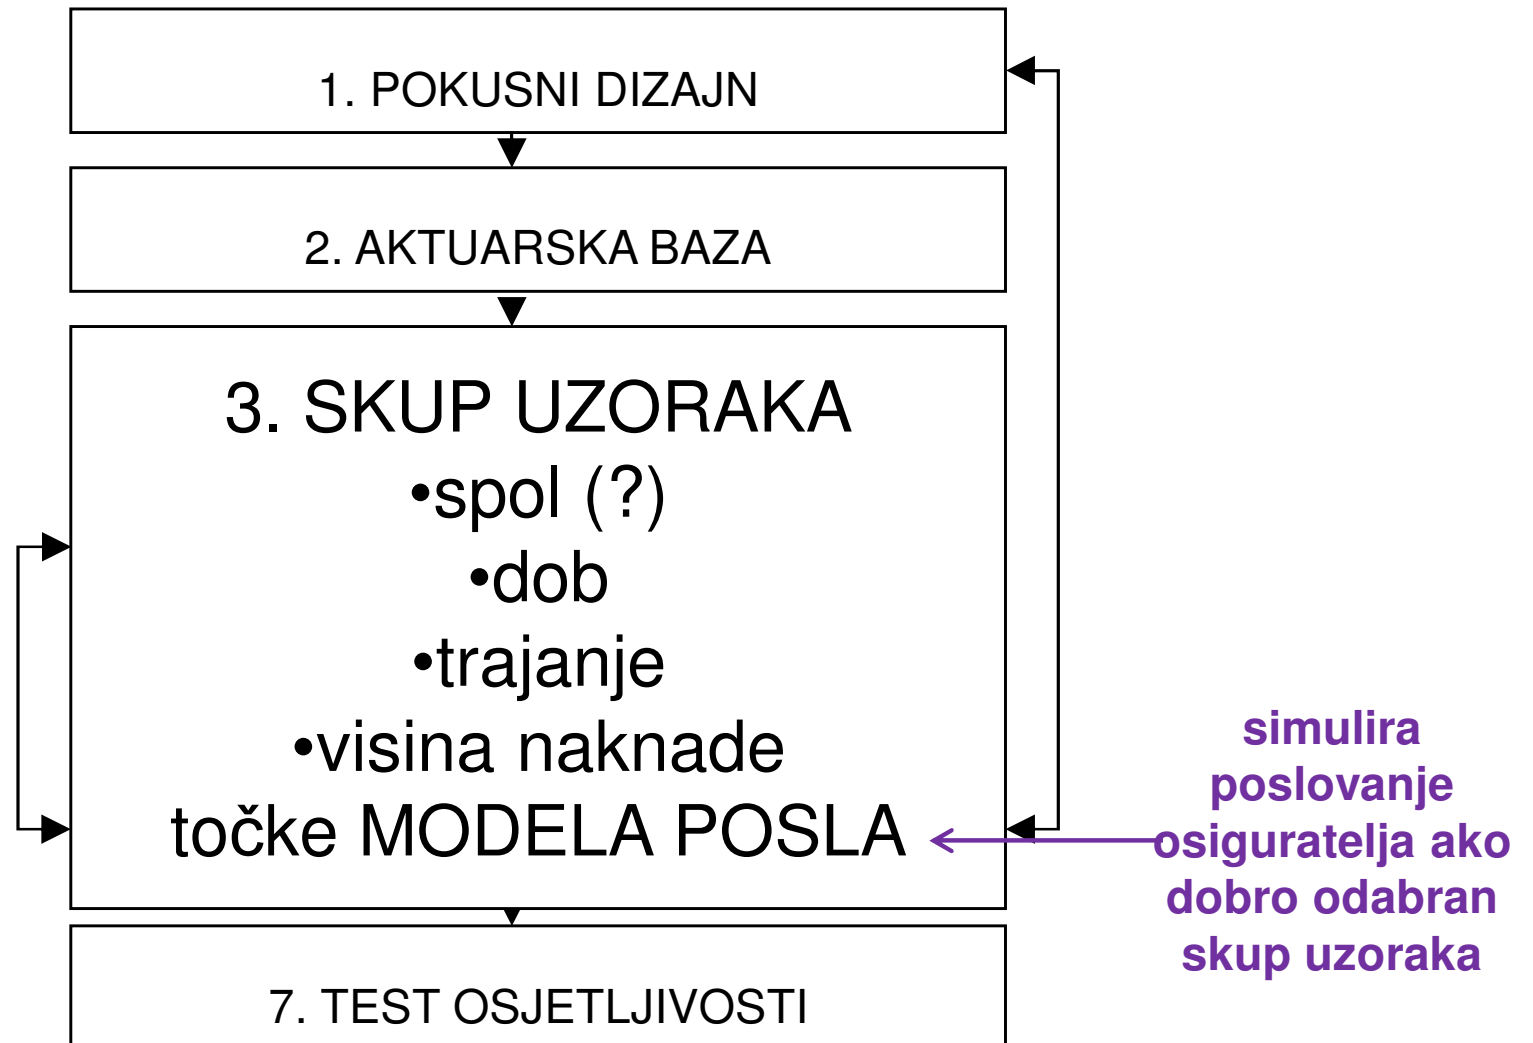 1. POKUSNI DIZAJN
2. AKTUARSKA BAZA
3. SKUP UZORAKA
•spol (?)
•dob
•trajanje
•visina naknade
točke MODELA POSLA
simulira
poslovanje
osiguratelja ako
dobro odabran
skup uzoraka
7. TEST OSJETLJIVOSTI